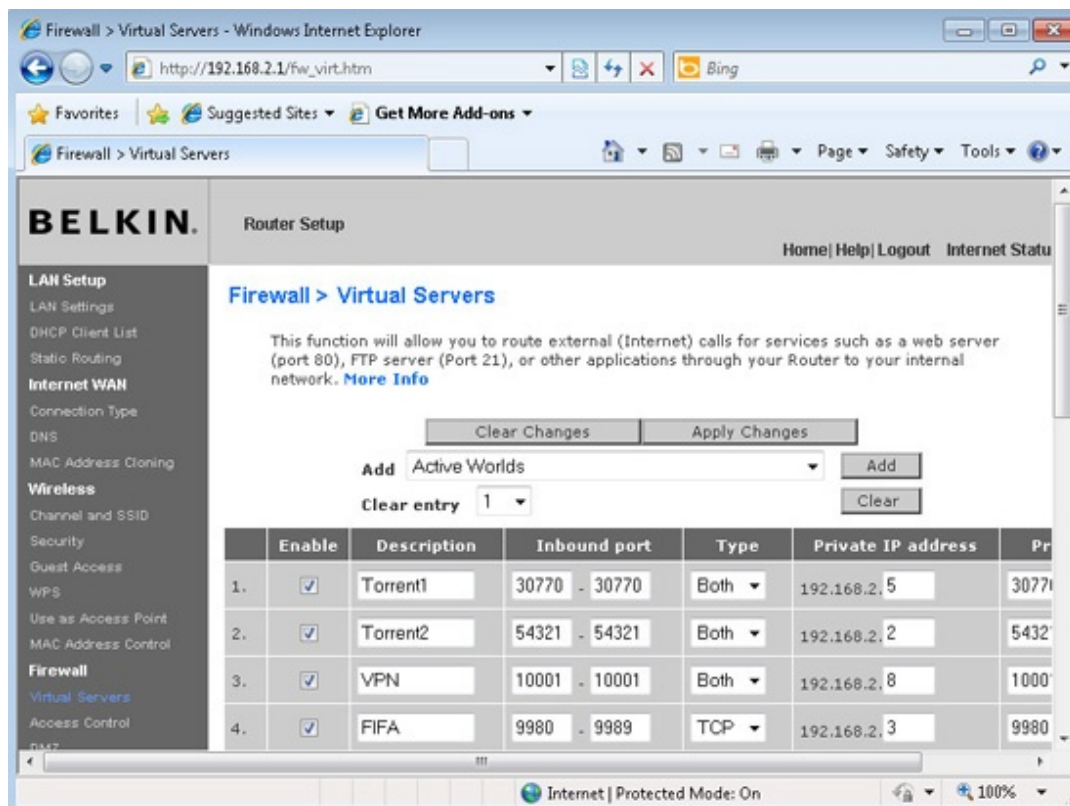 Firewall > Virtual Servers - Windows Internet Explorer
http://192.168.2.1/fw_virt.htm
Bing
Favorites Suggested Sites Get More Add-ons
Firewall > Virtual Servers
Page Safety Tools
BELKIN.
Router Setup
Home| Help| Logout Internet Statu
LAN Setup
LAN Settings
DHCP Client List
Static Routing
Internet WAN
Connection Type
DNS
MAC Address Cloning
Wireless
Channel and SSID
Security
Guest Access
WPS
Use as Access Point
MAC Address Control
Firewall
Virtual Servers
Access Control
DMZ
Firewall > Virtual Servers
This function will allow you to route external (Internet) calls for services such as a web server
(port 80), FTP server (Port 21), or other applications through your Router to your internal
network. More Info
Clear Changes Apply Changes
Add Active Worlds Add
Clear entry 1 Clear
Enable Description Inbound port Type Private IP address Pr
1. Torrent1 30770 - 30770 Both 192.168.2. 5 3077
2. Torrent2 54321 - 54321 Both 192.168.2. 2 5432
3. VPN 10001 - 10001 Both 192.168.2. 8 1000
4. FIFA 9980 - 9989 TCP 192.168.2. 3 9980
Internet | Protected Mode: On 100%